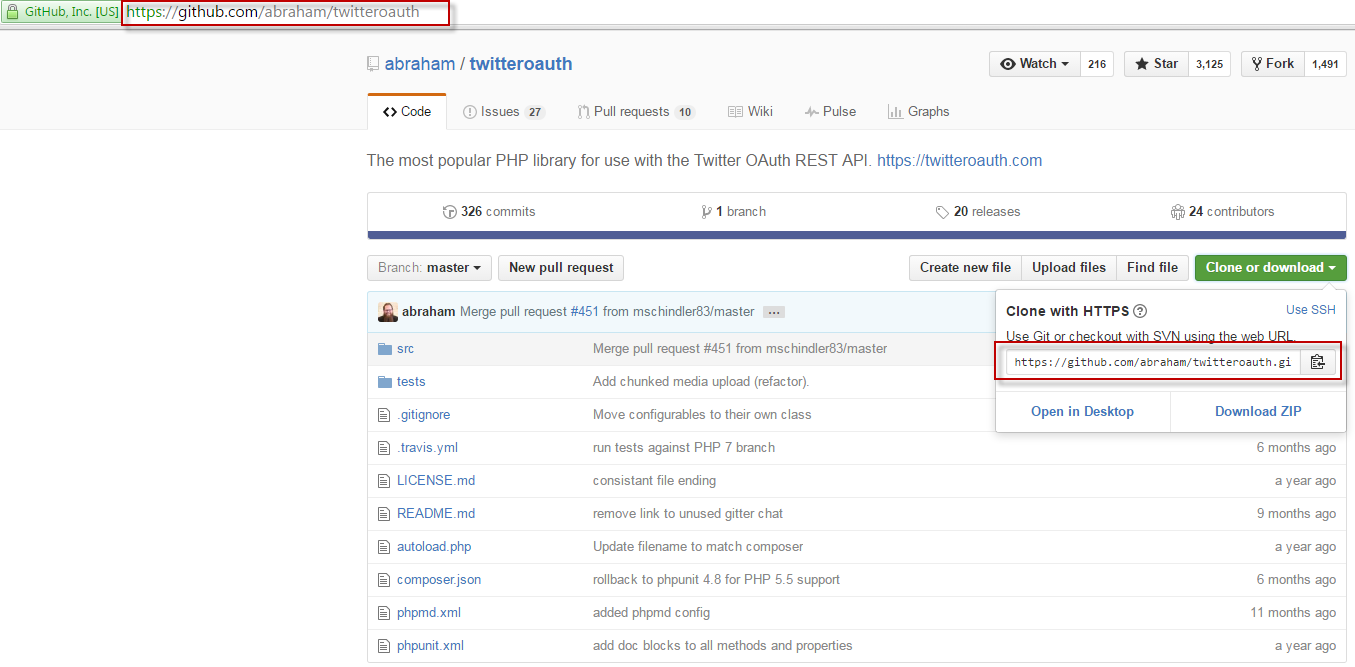 GitHub, Inc. [US] https://github.com/abraham/twitteroauth
abraham / twitteroauth
Watch 216 Star 3,125 Fork 1,491
Code Issues 27 Pull requests 10 Wiki Pulse Graphs
The most popular PHP library for use with the Twitter OAuth REST API. https://twitteroauth.com
326 commits 1 branch 20 releases 24 contributors
Branch: master New pull request Create new file Upload files Find file Clone or download
abraham Merge pull request #451 from mschindler83/master ...
Clone with HTTPS ? Use SSH
Use Git or checkout with SVN using the web URL.
src Merge pull request #451 from mschindler83/master
https://github.com/abraham/twitteroauth.gi
tests Add chunked media upload (refactor).
.gitignore Move configurables to their own class
Open in Desktop Download ZIP
.travis.yml run tests against PHP 7 branch 6 months ago
LICENSE.md consistant file ending a year ago
README.md remove link to unused gitter chat 9 months ago
autoload.php Update filename to match composer a year ago
composer.json rollback to phpunit 4.8 for PHP 5.5 support 6 months ago
phpmd.xml added phpmd config 11 months ago
phpunit.xml add doc blocks to all methods and properties a year ago